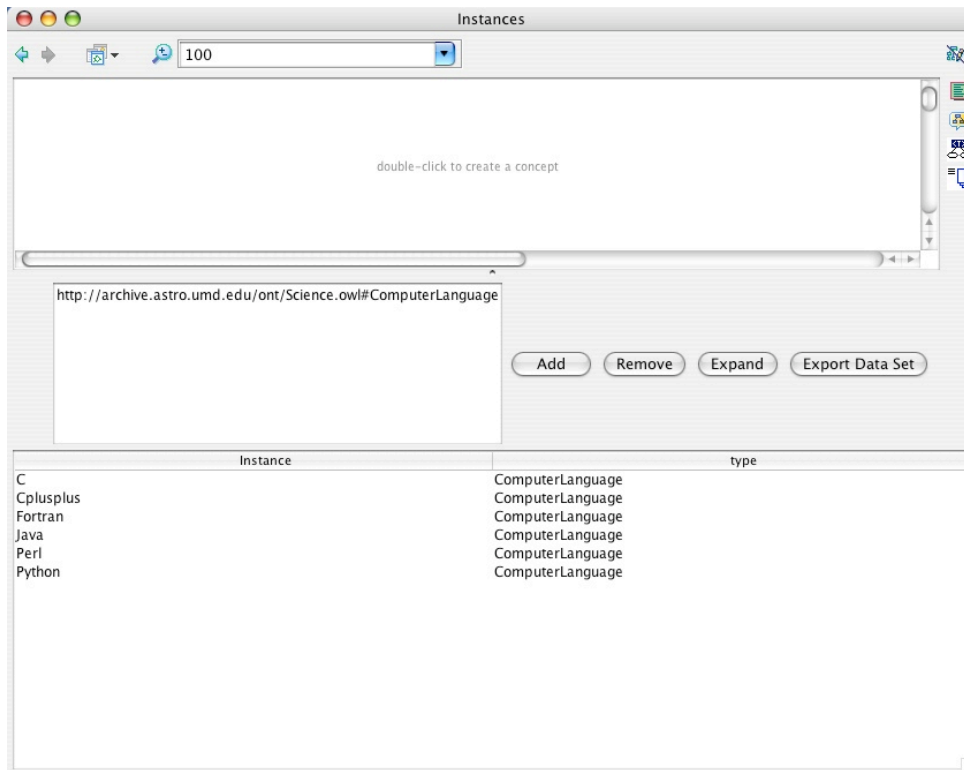 Instances
100
double-click to create a concept
http://archive.astro.umd.edu/ont/Science.owl#ComputerLanguage
Add Remove Expand Export Data Set
Instance type
C ComputerLanguage
Cplusplus ComputerLanguage
Fortran ComputerLanguage
Java ComputerLanguage
Perl ComputerLanguage
Python ComputerLanguage